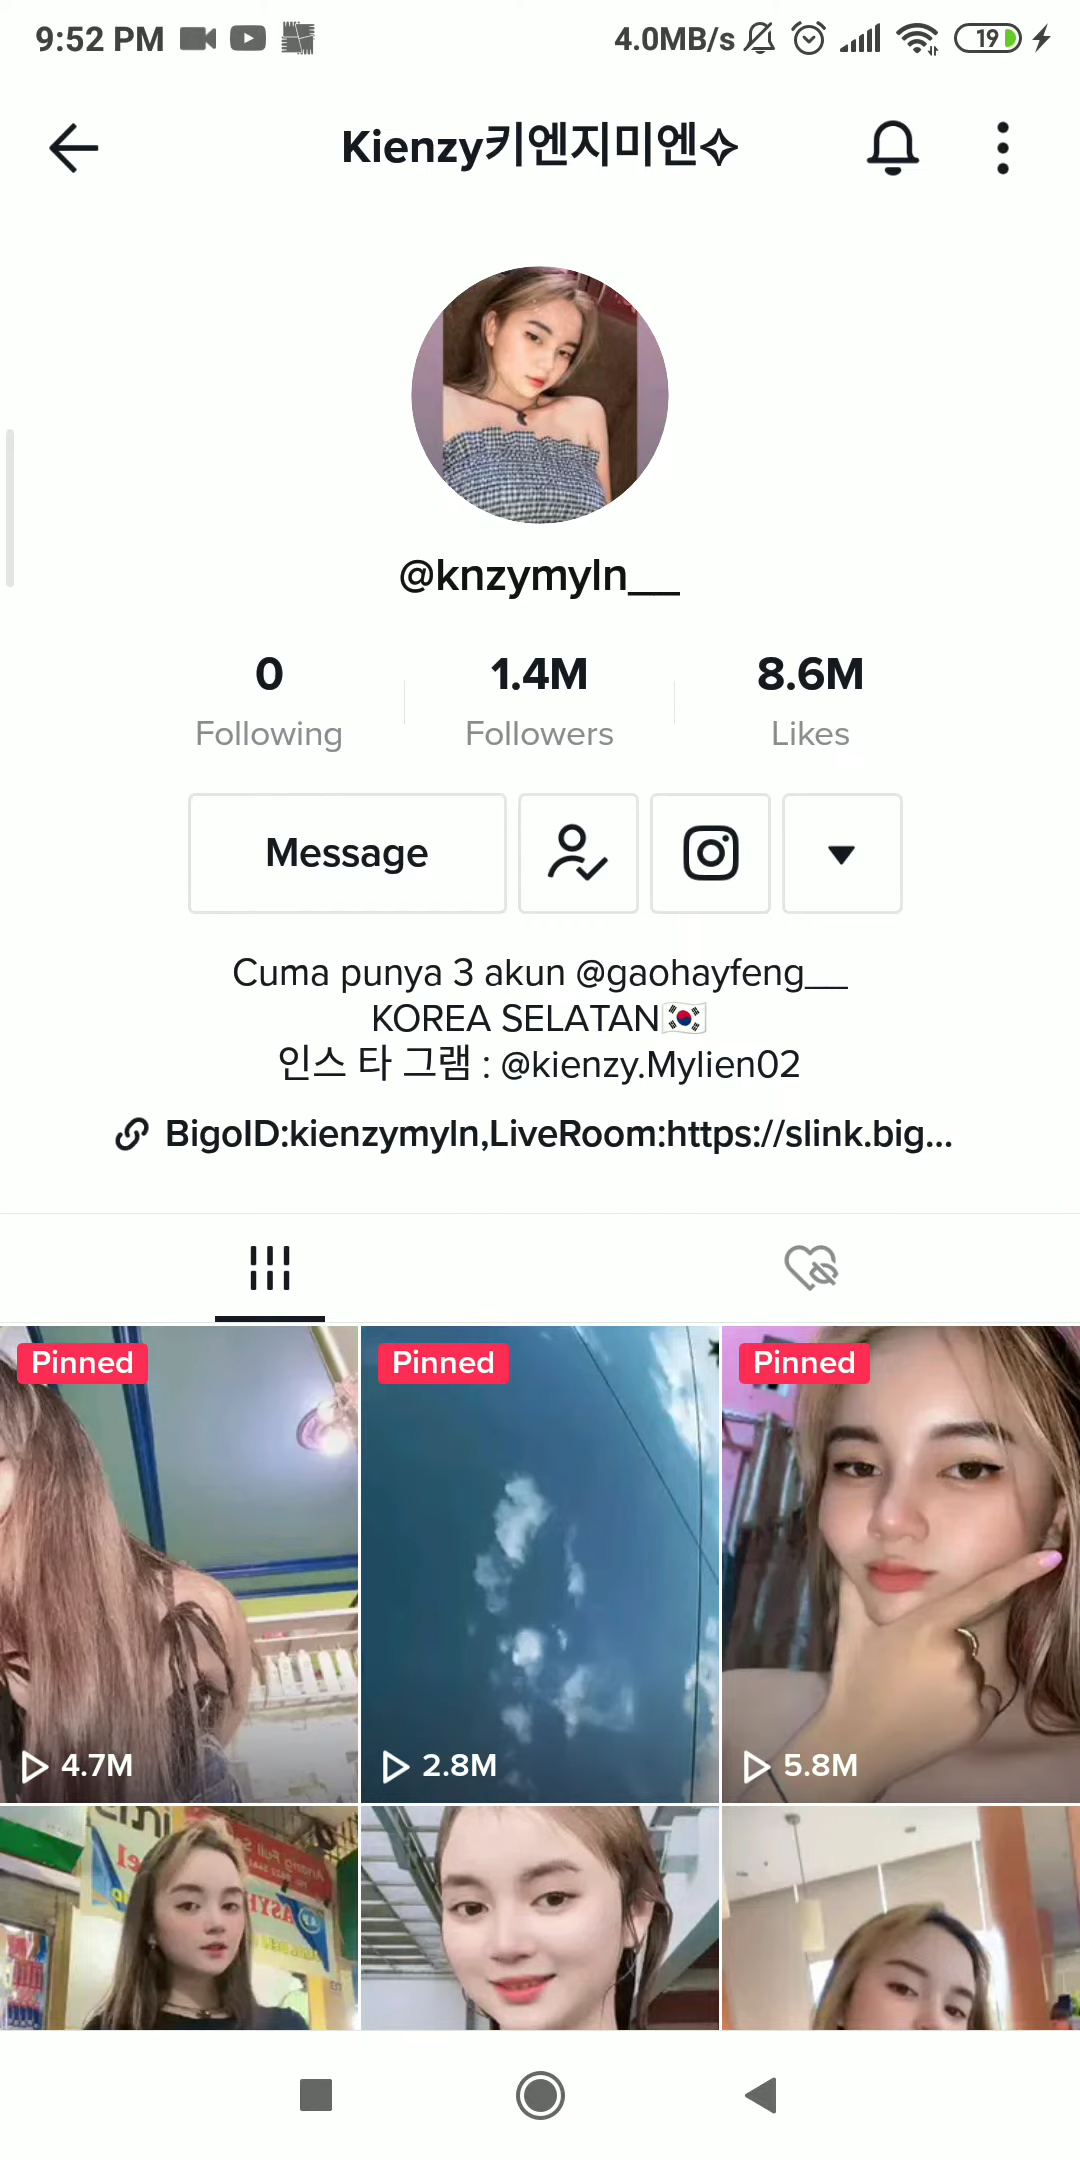 9:52 PM
4.0MB/s
19
Kienzy키엔지미엔✧
@knzymyln__
0
Following
1.4M
Followers
8.6M
Likes
Message
Cuma punya 3 akun @gaohayfeng__
KOREA SELATAN🇰🇷
인스 타 그램 : @kienzy.Mylien02
BigoID:kienzymyln,LiveRoom:https://slink.big...
Pinned
Pinned
Pinned
4.7M
2.8M
5.8M